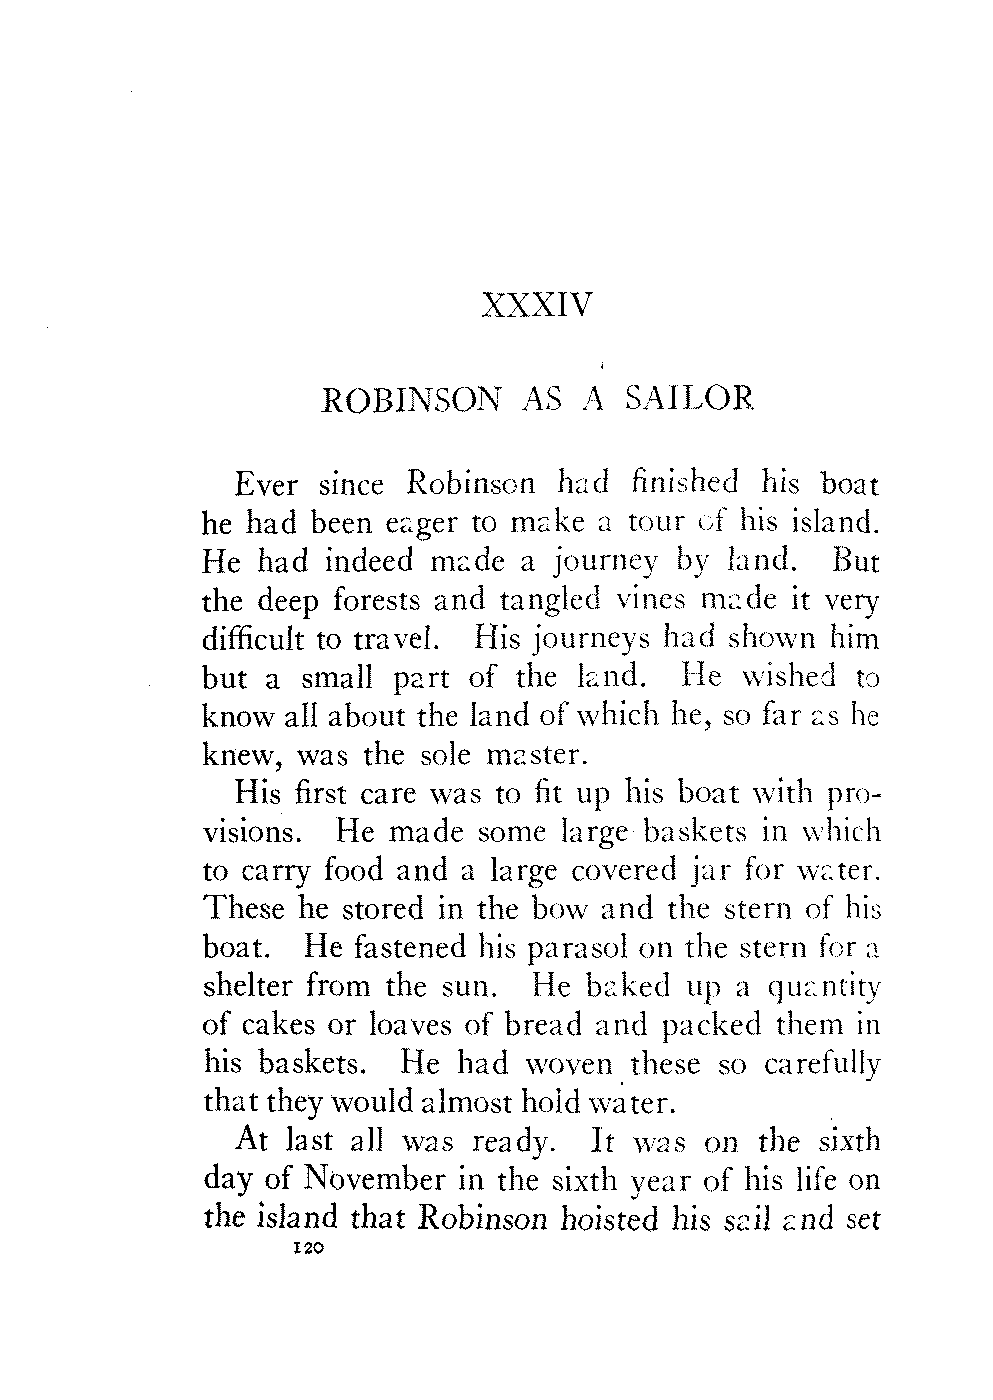 XXXIV
ROBINSON AS A SAILOR
Ever since Robinson had finished his boat
he had been eager to make a tour of his island.
He had indeed made a journey by land. But
the deep forests and tangled vines made it very
difficult to travel. His journeys had shown him
but a small part of the land. He wished to
know all about the land of which he, so far as he
knew, was the sole master.
His first care was to fit up his boat with pro-
visions. He made some large baskets in which
to carry food and a large covered jar for water.
These he stored in the bow and the stern of his
boat. He fastened his parasol on the stern for a
shelter from the sun. He baked up a quantity
of cakes or loaves of bread and packed them in
his baskets. He had woven these so carefully
that they would almost hold water.
At last all was ready. It was on the sixth
day of November in the sixth year of his life on
the island that Robinson hoisted his sail and set
120